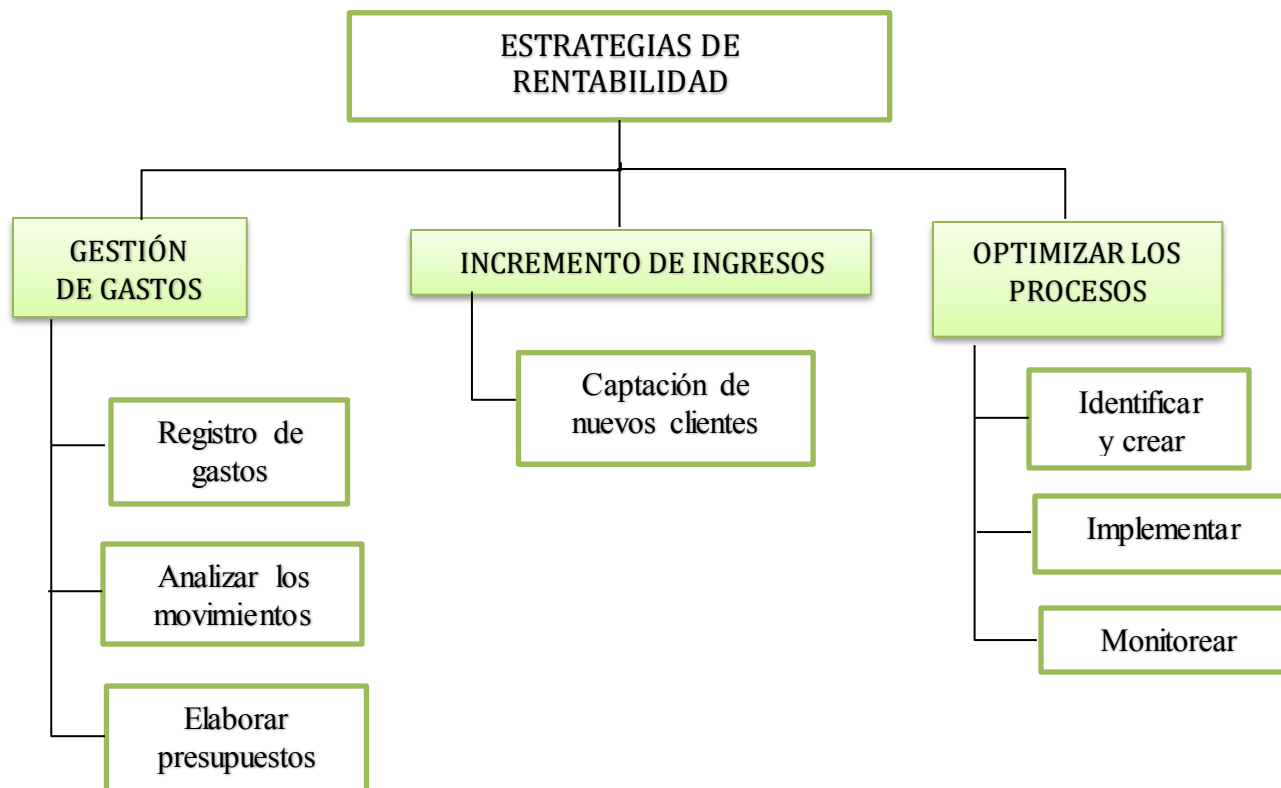 ESTRATEGIAS DE
RENTABILIDAD
GESTIÓN
DE GASTOS
INCREMENTO DE INGRESOS
OPTIMIZAR LOS
PROCESOS
Registro de
gastos
Analizar los
movimientos
Elaborar
presupuestos
Captación de
nuevos clientes
Identificar
y crear
Implementar
Monitorear